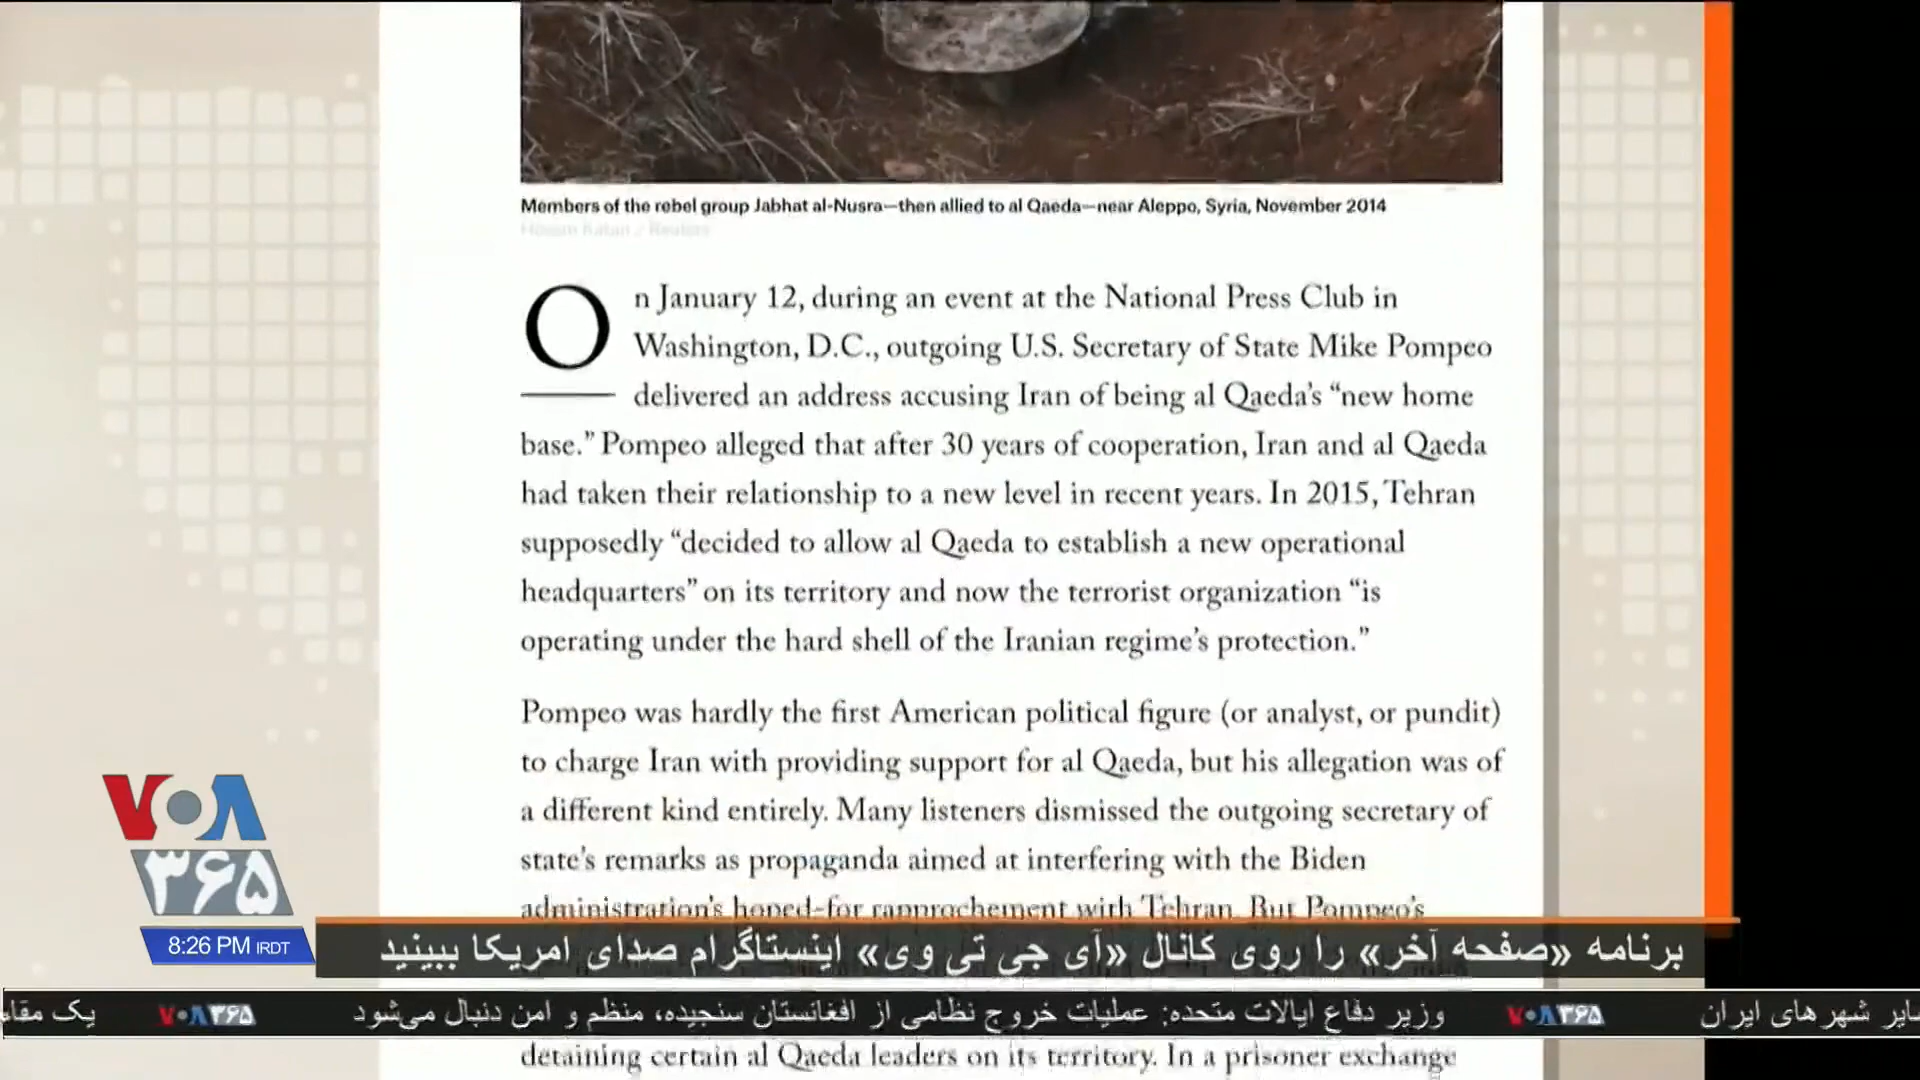 Members of the rebel group Jabhat al-Nusra—then allied to al Qaeda—near Aleppo, Syria, November 2014
Hosam Katan / Reuters
On January 12, during an event at the National Press Club in
Washington, D.C., outgoing U.S. Secretary of State Mike Pompeo
delivered an address accusing Iran of being al Qaeda’s “new home
base.” Pompeo alleged that after 30 years of cooperation, Iran and al Qaeda
had taken their relationship to a new level in recent years. In 2015, Tehran
supposedly “decided to allow al Qaeda to establish a new operational
headquarters” on its territory and now the terrorist organization “is
operating under the hard shell of the Iranian regime’s protection.”
Pompeo was hardly the first American political figure (or analyst, or pundit)
to charge Iran with providing support for al Qaeda, but his allegation was of
a different kind entirely. Many listeners dismissed the outgoing secretary of
state’s remarks as propaganda aimed at interfering with the Biden
administration’s hoped-for rapprochement with Tehran. But Pompeo’s
VOA
۳۶۵
8:26 PM IRDT
برنامه «صفحه آخر» را روی کانال «آی جی تی وی» اینستاگرام صدای امریکا ببینید
سایر شهرهای ایران VOA۳۶۵ وزیر دفاع ایالات متحده: عملیات خروج نظامی از افغانستان سنجیده، منظم و امن دنبال می‌شود VOA۳۶۵ یک
detaining certain al Qaeda leaders on its territory. In a prisoner exchange